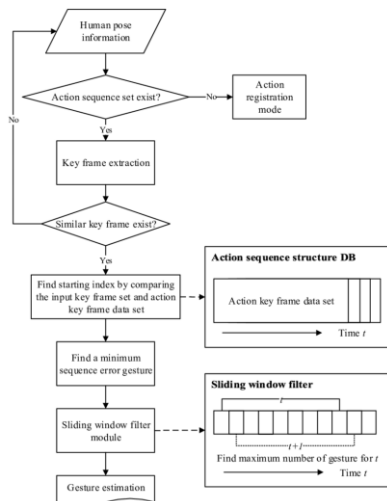 Human pose
information
Action sequence set exist?
No
Action
registration
mode
No
Yes
Key frame extraction
Similar key frame exist?
Yes
Find starting index by comparing
the input key frame set and action
key frame data set
Action sequence structure DB
Action key frame data set
Time t
Find a minimum
sequence error gesture
Sliding window filter
module
Sliding window filter
t
t+1
Find maximum number of gesture for t
Time t
Gesture estimation